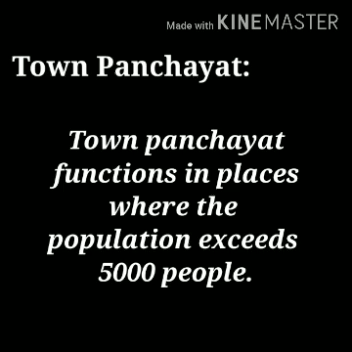 Made with KINEMASTER
Town Panchayat:
Town panchayat
functions in places
where the
population exceeds
5000 people.